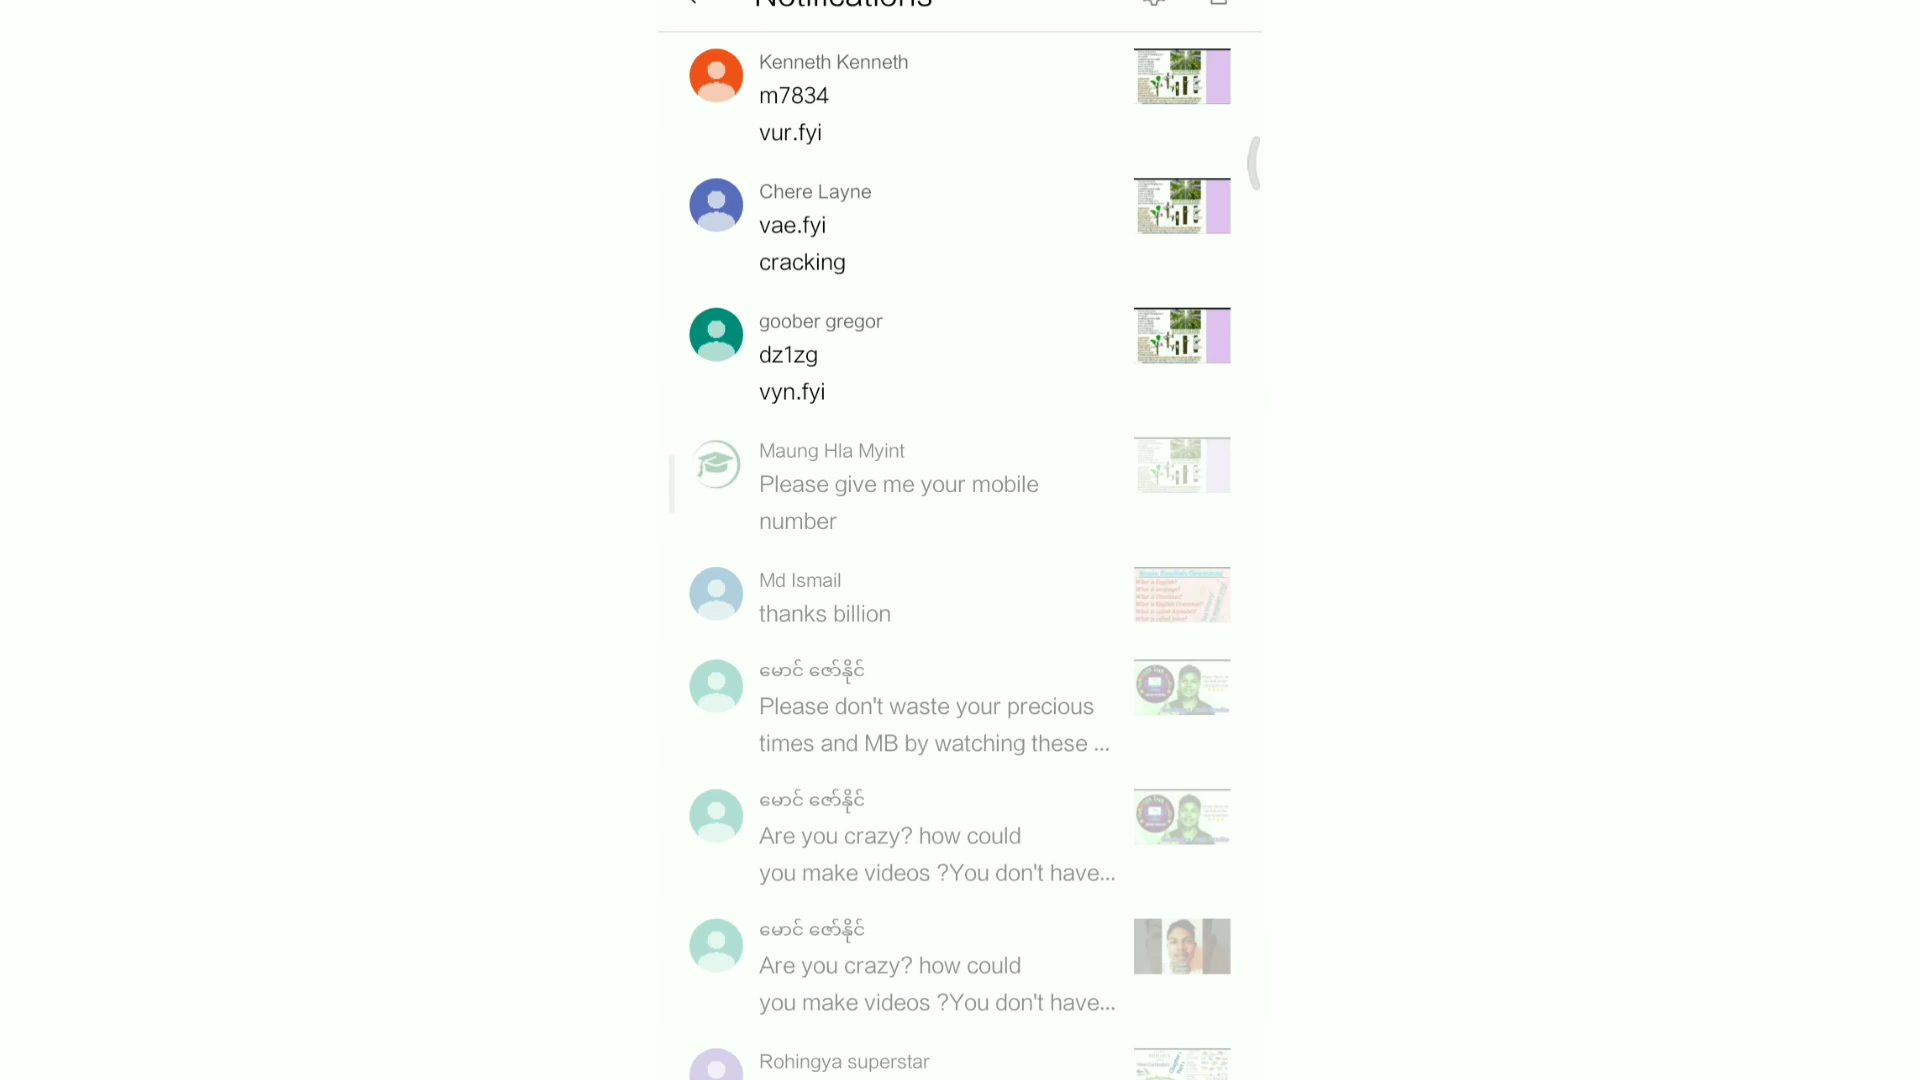 Notifications
Kenneth Kenneth
m7834
vur.fyi
Chere Layne
vae.fyi
cracking
goober gregor
dz1zg
vyn.fyi
Maung Hla Myint
Please give me your mobile
number
Md Ismail
thanks billion
မောင် ဇော်နိုင်
Please don't waste your precious
times and MB by watching these ...
မောင် ဇော်နိုင်
Are you crazy? how could
you make videos ?You don't have...
မောင် ဇော်နိုင်
Are you crazy? how could
you make videos ?You don't have...
Rohingya superstar